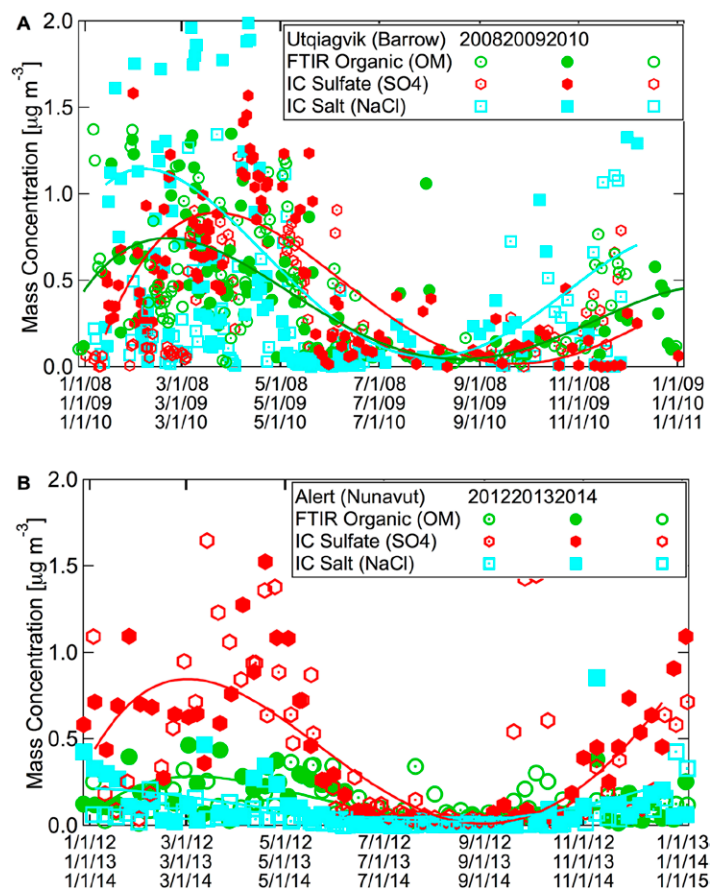 A
2.0
Utqiagvik (Barrow) 200820092010
FTIR Organic (OM)
IC Sulfate (SO4)
IC Salt (NaCl)
1.5
1.0
0.5
0.0
Mass Concentration [µg m⁻³]
1/1/08 3/1/08 5/1/08 7/1/08 9/1/08 11/1/08 1/1/09
1/1/09 3/1/09 5/1/09 7/1/09 9/1/09 11/1/09 1/1/10
1/1/10 3/1/10 5/1/10 7/1/10 9/1/10 11/1/10 1/1/11
B
2.0
Alert (Nunavut) 201220132014
FTIR Organic (OM)
IC Sulfate (SO4)
IC Salt (NaCl)
1.5
1.0
0.5
0.0
Mass Concentration [µg m⁻³]
1/1/12 3/1/12 5/1/12 7/1/12 9/1/12 11/1/12 1/1/13
1/1/13 3/1/13 5/1/13 7/1/13 9/1/13 11/1/13 1/1/14
1/1/14 3/1/14 5/1/14 7/1/14 9/1/14 11/1/14 1/1/15